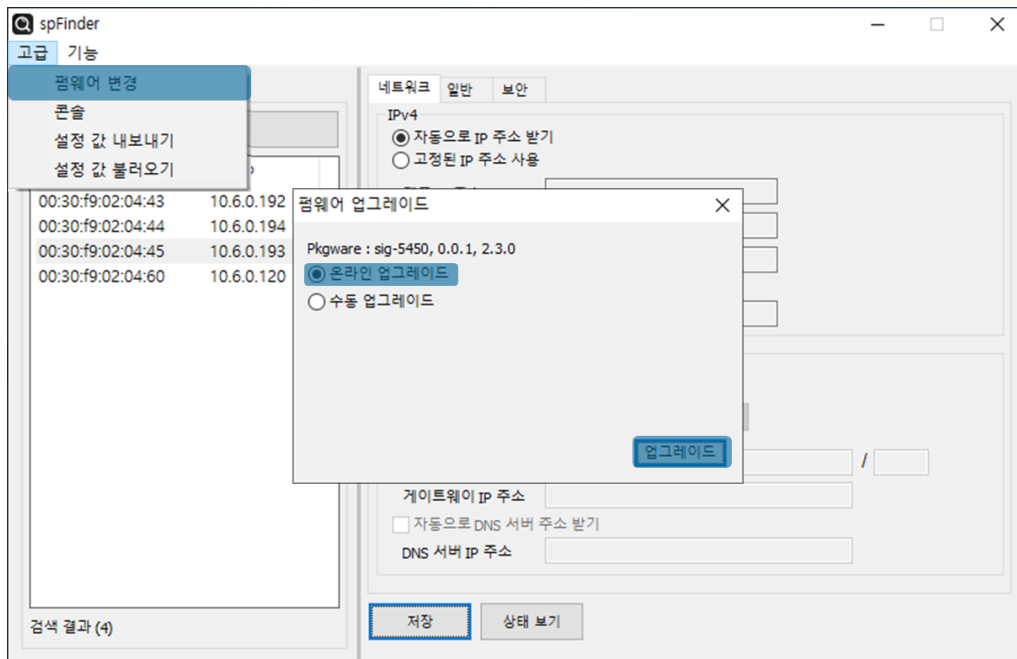 spFinder
고급 기능
펌웨어 변경
콘솔
설정 값 내보내기
설정 값 불러오기
00:30:f9:02:04:43 10.6.0.192
00:30:f9:02:04:44 10.6.0.194
00:30:f9:02:04:45 10.6.0.193
00:30:f9:02:04:60 10.6.0.120
검색 결과 (4)
네트워크 일반 보안
IPv4
자동으로 IP 주소 받기
고정된 IP 주소 사용
펌웨어 업그레이드
Pkgware : sig-5450, 0.0.1, 2.3.0
온라인 업그레이드
수동 업그레이드
업그레이드
/
게이트웨이 IP 주소
자동으로 DNS 서버 주소 받기
DNS 서버 IP 주소
저장 상태 보기